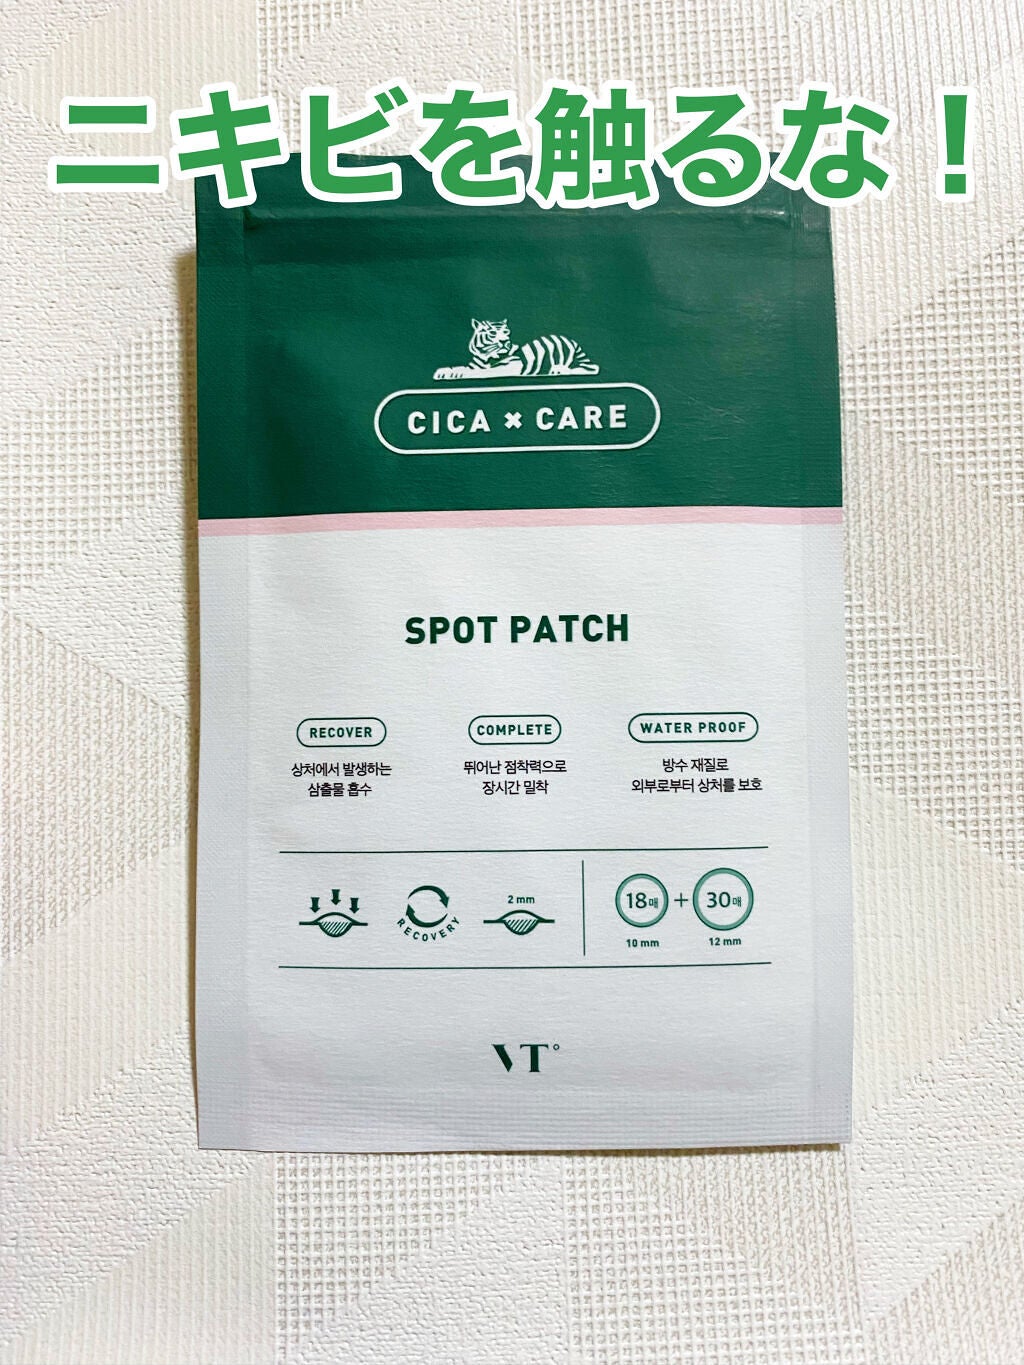 ニキビを触るな！
CICA × CARE
SPOT PATCH
RECOVER
상처에서 발생하는
삼출물 흡수
COMPLETE
뛰어난 점착력으로
장시간 밀착
WATER PROOF
방수 재질로
외부로부터 상처를 보호
RECOVERY
2 mm
18매 + 30매
10 mm
12 mm
VT